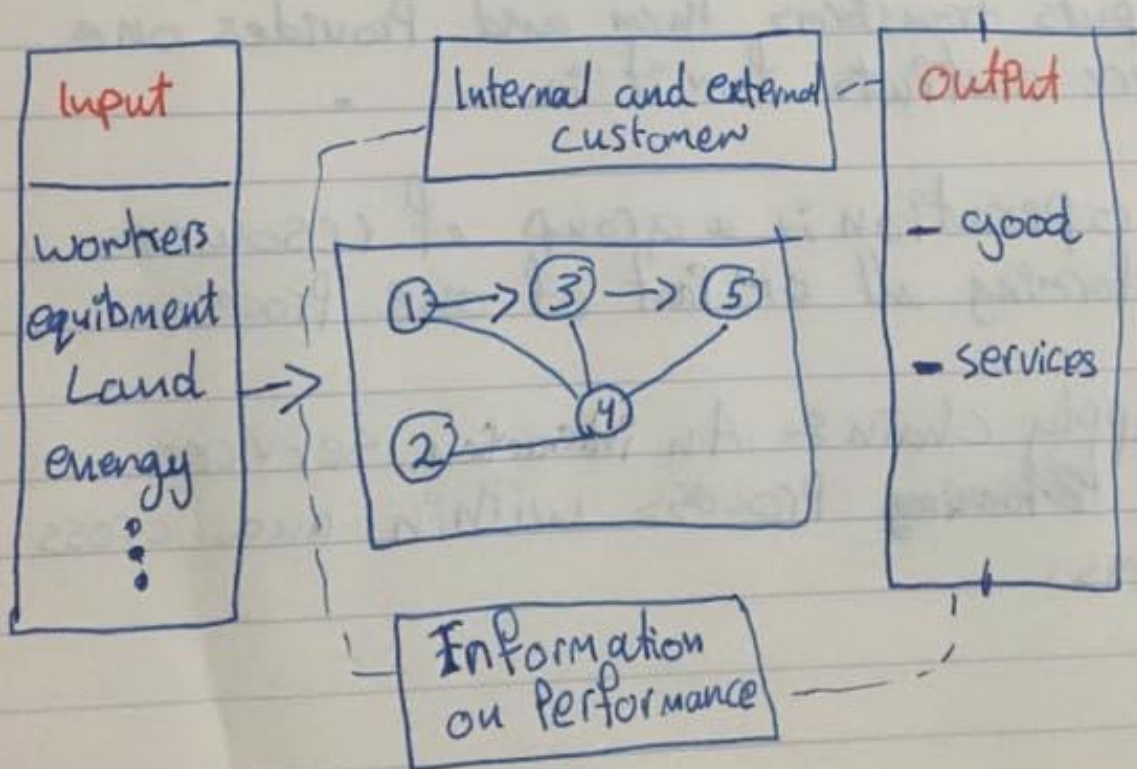 Input
workers
equibment
Land
energy
Internal and external
customer
1
3
5
2
4
Information
on Performance
output
- good
- services